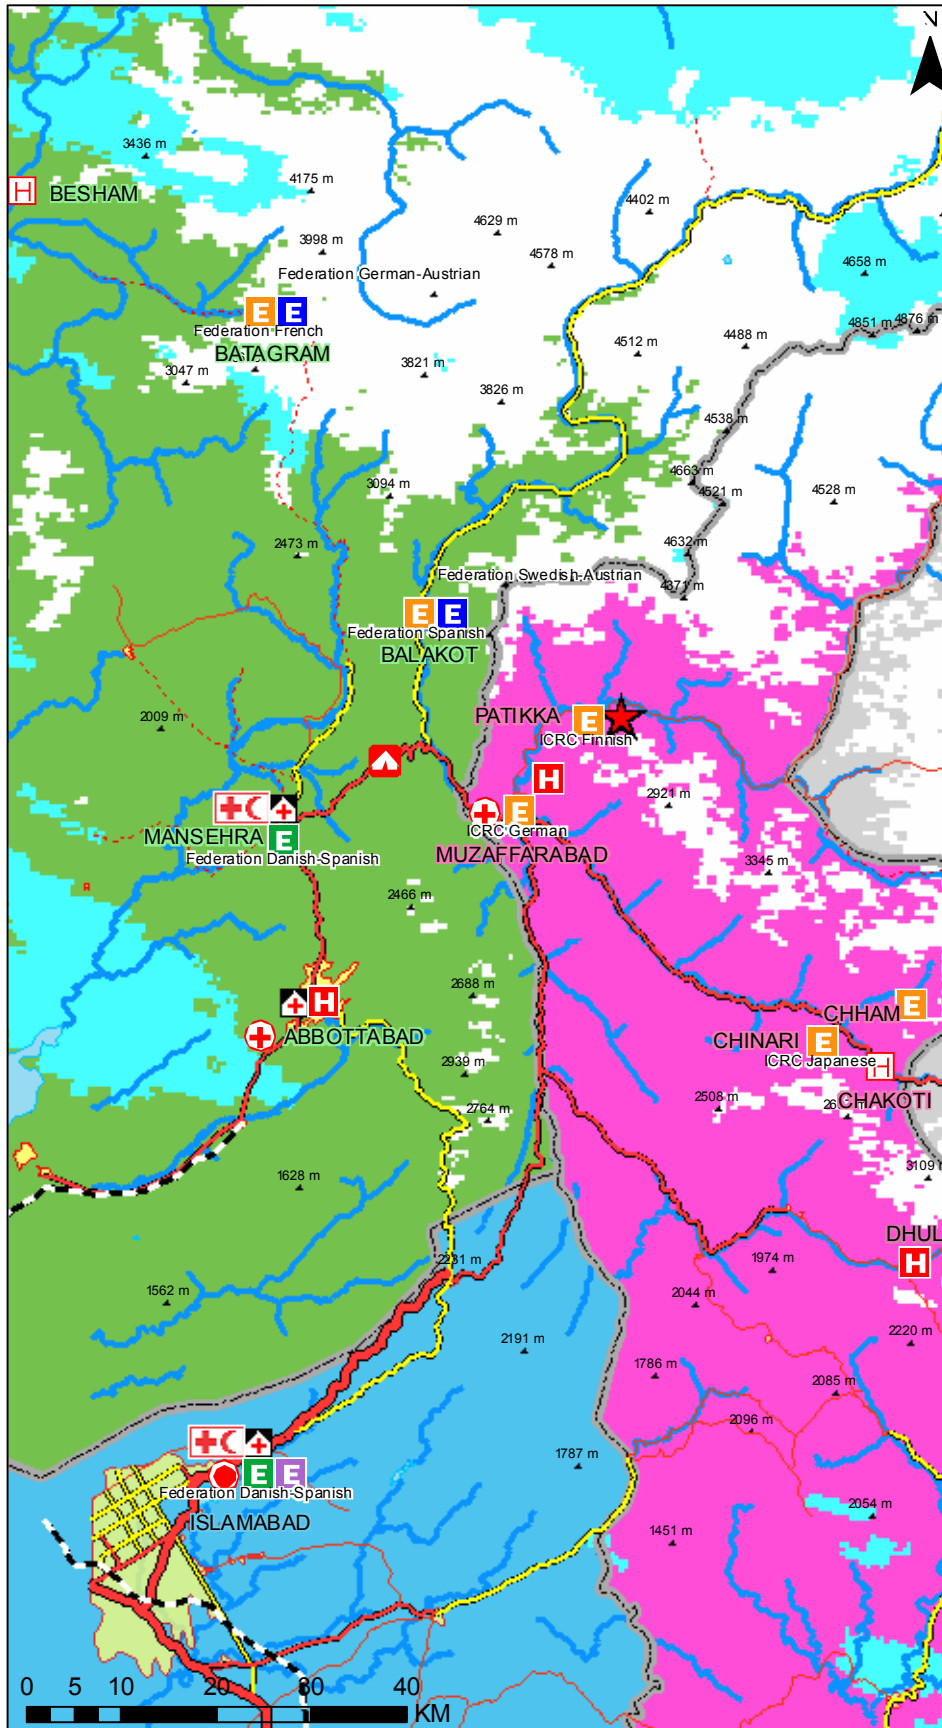 N
3436 m
4175 m
H
BESHAM
4402 m
4629 m
3998 m
4578 m
4658 m
Federation German-Austrian
E E
Federation French
4851 m
4876 m
4488 m
4512 m
BATAGRAM
3047 m
3821 m
3826 m
4538 m
4663 m
3094 m
4521 m
4528 m
2473 m
4632 m
Federation Swedish-Austrian
4371 m
E E
Federation Spanish
BALAKOT
2009 m
PATIKKA
E
ICRC Finnish
H
2921 m
E
ICRC German
MANSEHRA
E
MUZAFFARABAD
Federation Danish-Spanish
3345 m
2466 m
2688 m
H
CHHAM
E
ABBOTTABAD
CHINARI
E
ICRC Japanese
H
2939 m
2508 m
CHAKOTI
2764 m
3109 m
1628 m
DHUL
H
2231 m
1974 m
1562 m
2044 m
2191 m
2220 m
1786 m
2085 m
2096 m
1787 m
E E
Federation Danish-Spanish
ISLAMABAD
2054 m
1451 m
0 5 10 20 30 40
KM